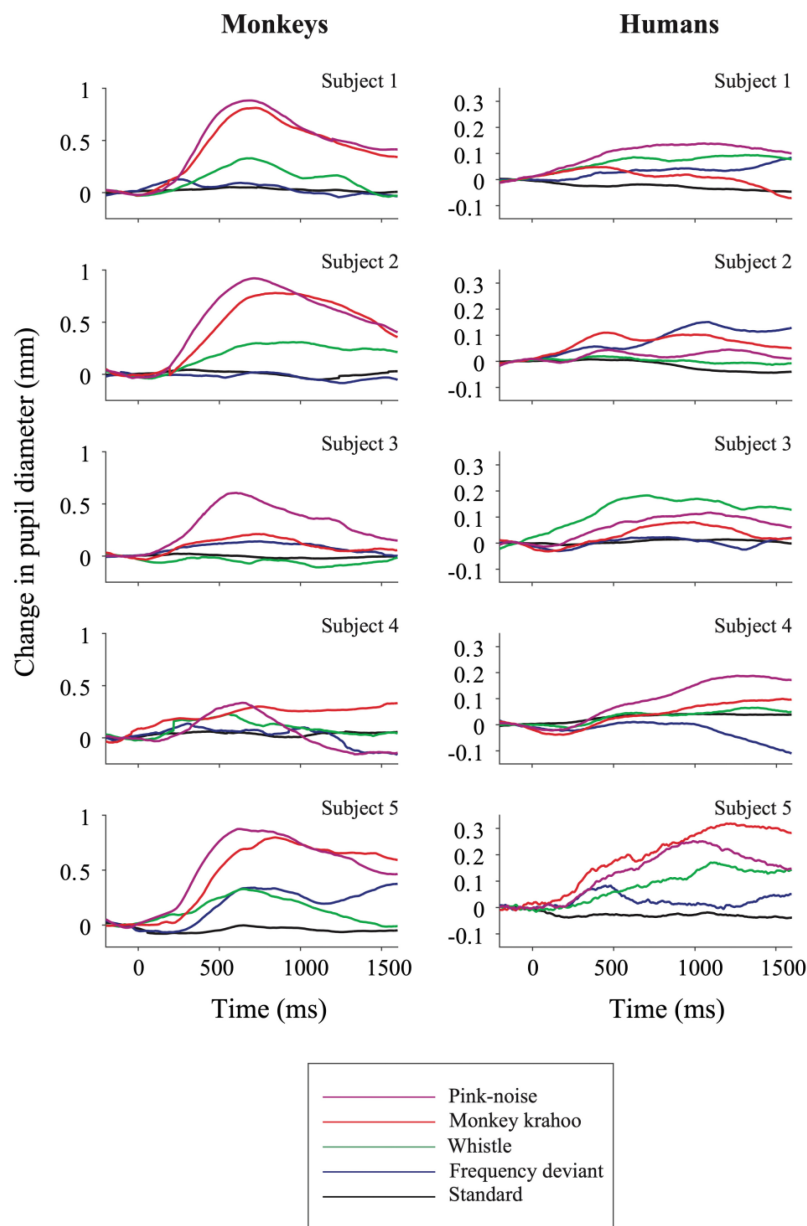 Monkeys
Humans
Change in pupil diameter (mm)
Subject 1
1
0.5
0
Subject 1
0.3
0.2
0.1
0
-0.1
Subject 2
1
0.5
0
Subject 2
0.3
0.2
0.1
0
-0.1
Subject 3
1
0.5
0
Subject 3
0.3
0.2
0.1
0
-0.1
Subject 4
1
0.5
0
Subject 4
0.3
0.2
0.1
0
-0.1
Subject 5
1
0.5
0
Subject 5
0.3
0.2
0.1
0
-0.1
0 500 1000 1500
0 500 1000 1500
Time (ms)
Time (ms)
Pink-noise
Monkey krahoo
Whistle
Frequency deviant
Standard